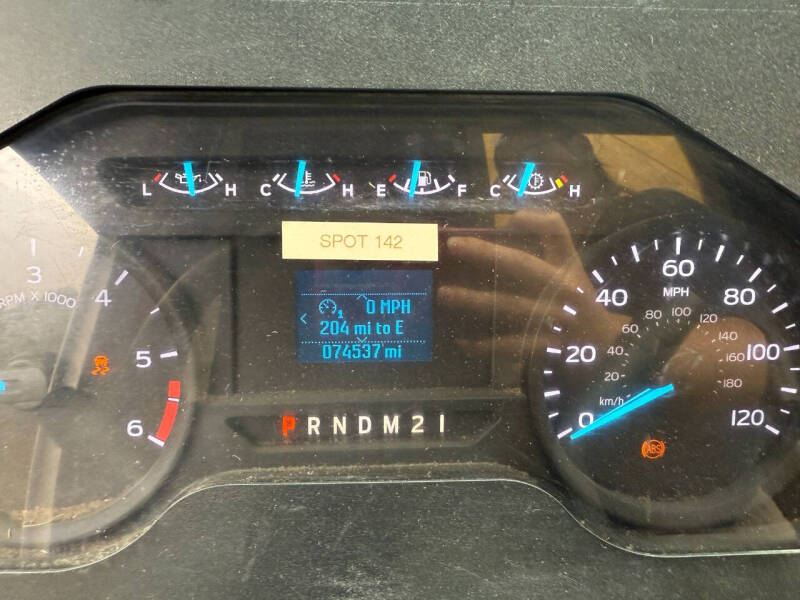 L H
C H
E F
C H
SPOT 142
3
4
5
6
RPM X 1000
1 0 MPH
204 mi to E
074537 mi
P R N D M 2 1
0
20
40
60
80
100
120
MPH
20
40
60
80
100
120
140
160
180
km/h
ABS